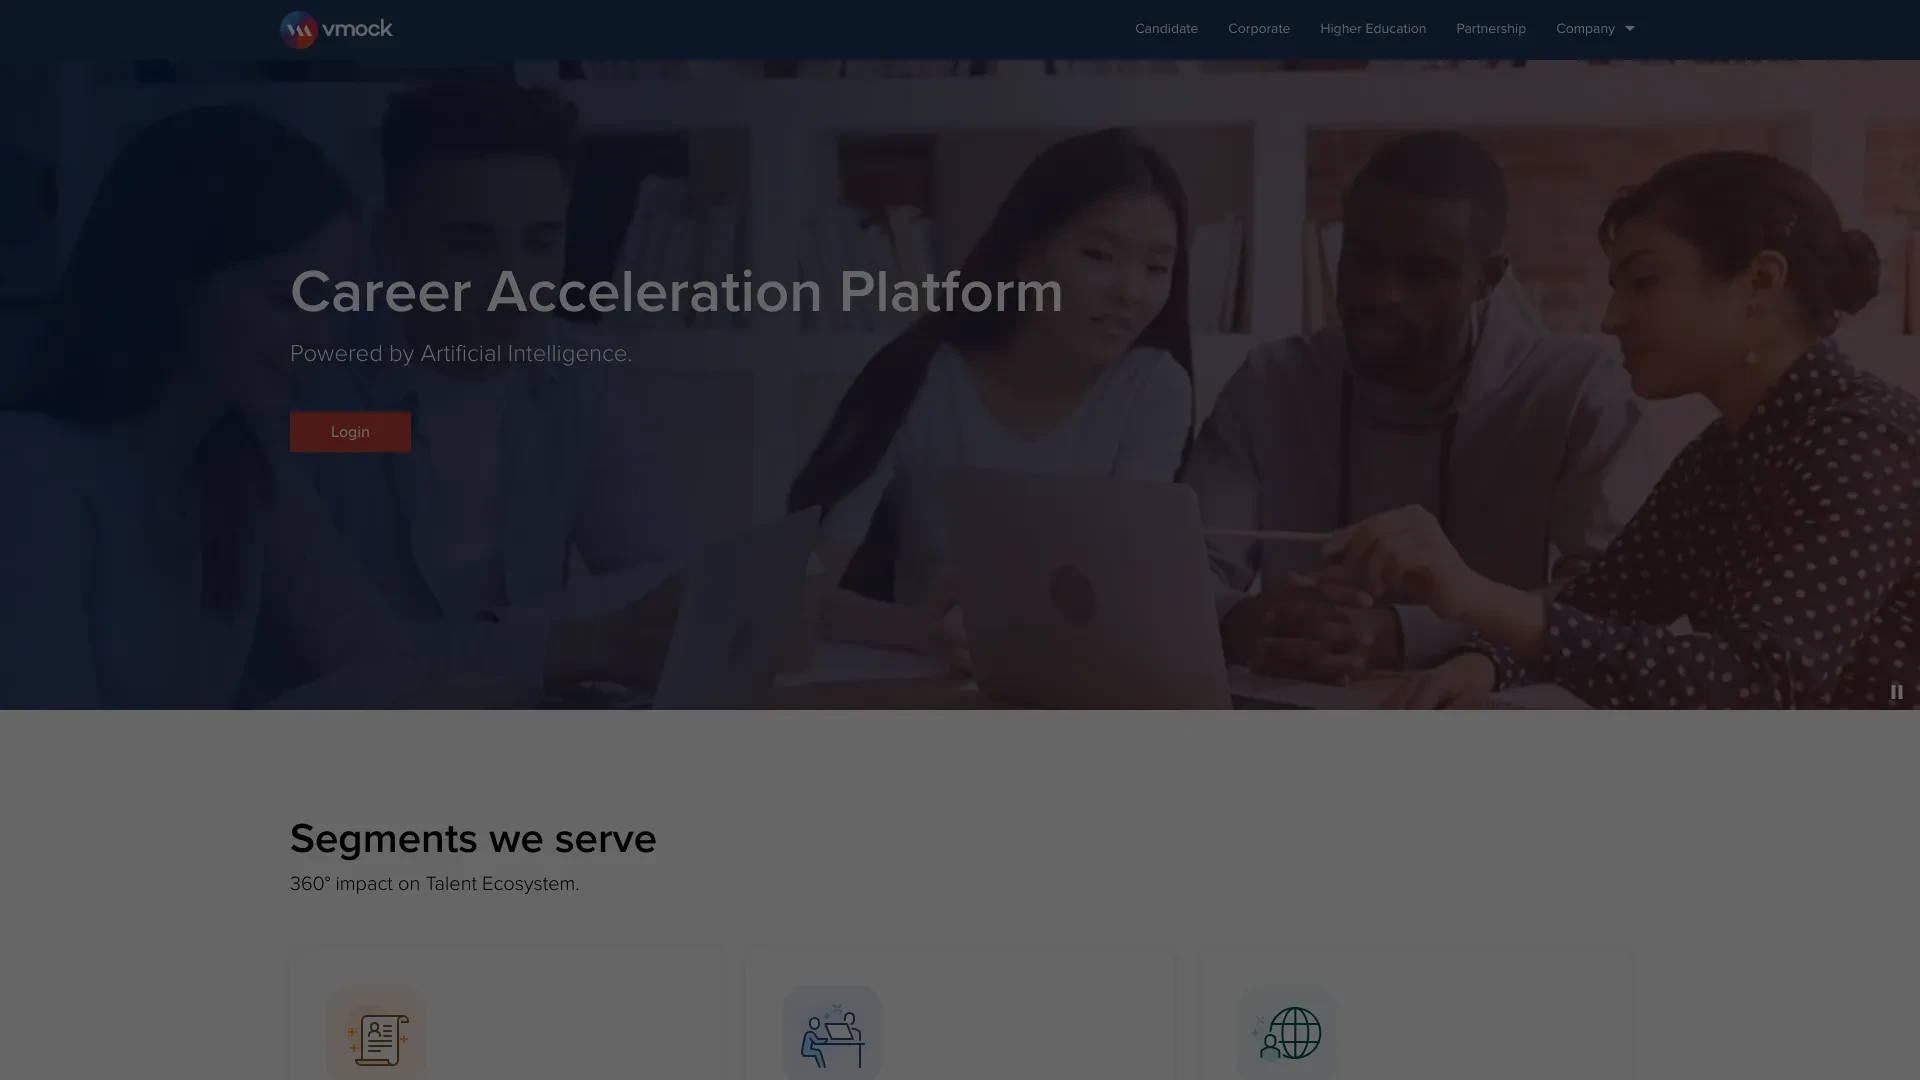 vmock
Candidate
Corporate
Higher Education
Partnership
Company
Career Acceleration Platform
Powered by Artificial Intelligence.
Login
Segments we serve
360° impact on Talent Ecosystem.